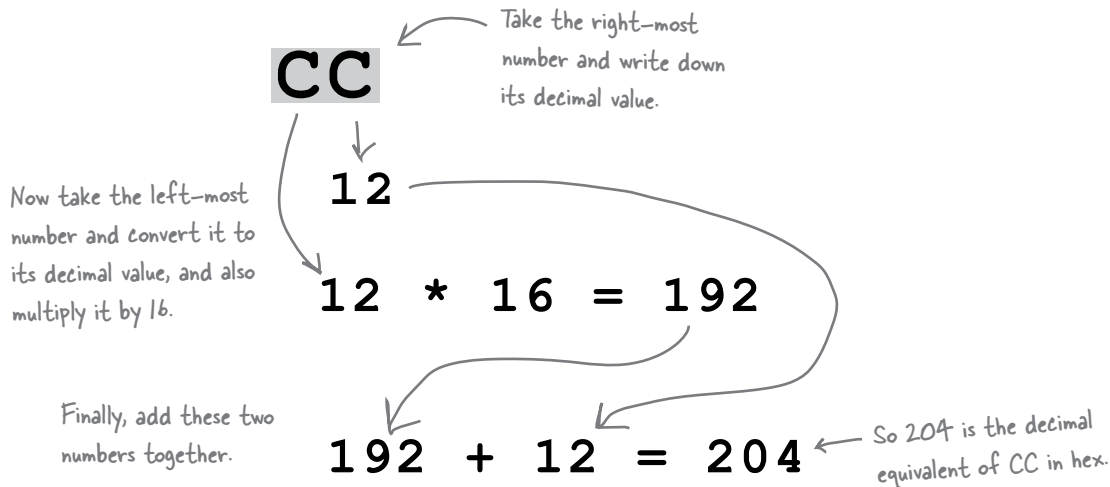 Take the right-most
number and write down
its decimal value.
CC
12
Now take the left-most
number and convert it to
its decimal value, and also
multiply it by 16.
12 * 16 = 192
Finally, add these two
numbers together.
192 + 12 = 204
So 204 is the decimal
equivalent of CC in hex.